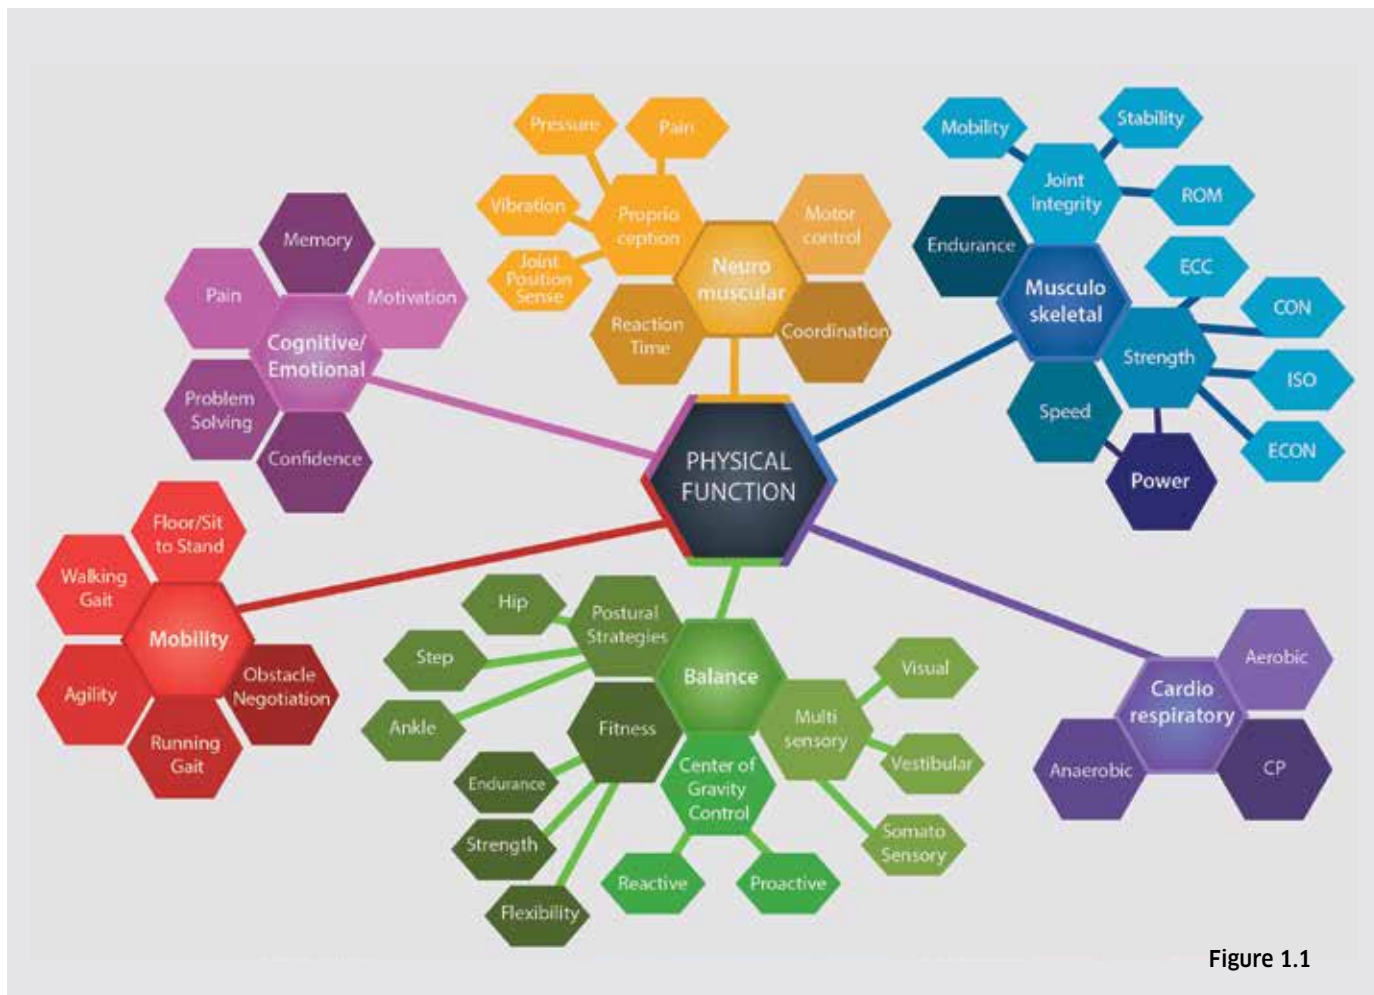 PHYSICAL
FUNCTION
Cognitive/
Emotional
Memory
Motivation
Pain
Problem
Solving
Confidence
Neuro
muscular
Proprio
ception
Pressure
Pain
Vibration
Joint
Position
Sense
Motor
control
Reaction
Time
Coordination
Musculo
skeletal
Joint
Integrity
Mobility
Stability
ROM
Endurance
Strength
ECC
CON
ISO
ECON
Speed
Power
Mobility
Floor/Sit
to Stand
Walking
Gait
Agility
Running
Gait
Obstacle
Negotiation
Balance
Postural
Strategies
Hip
Step
Ankle
Fitness
Endurance
Strength
Flexibility
Center of
Gravity
Control
Reactive
Proactive
Multi
sensory
Visual
Vestibular
Somato
Sensory
Cardio
respiratory
Aerobic
Anaerobic
CP
Figure 1.1